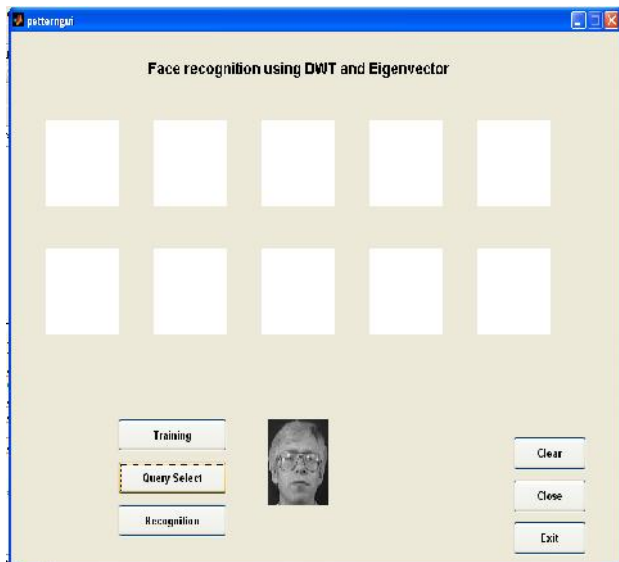 patterngui
Face recognition using DWT and Eigenvector
Training
Query Select
Recognition
Clear
Close
Exit